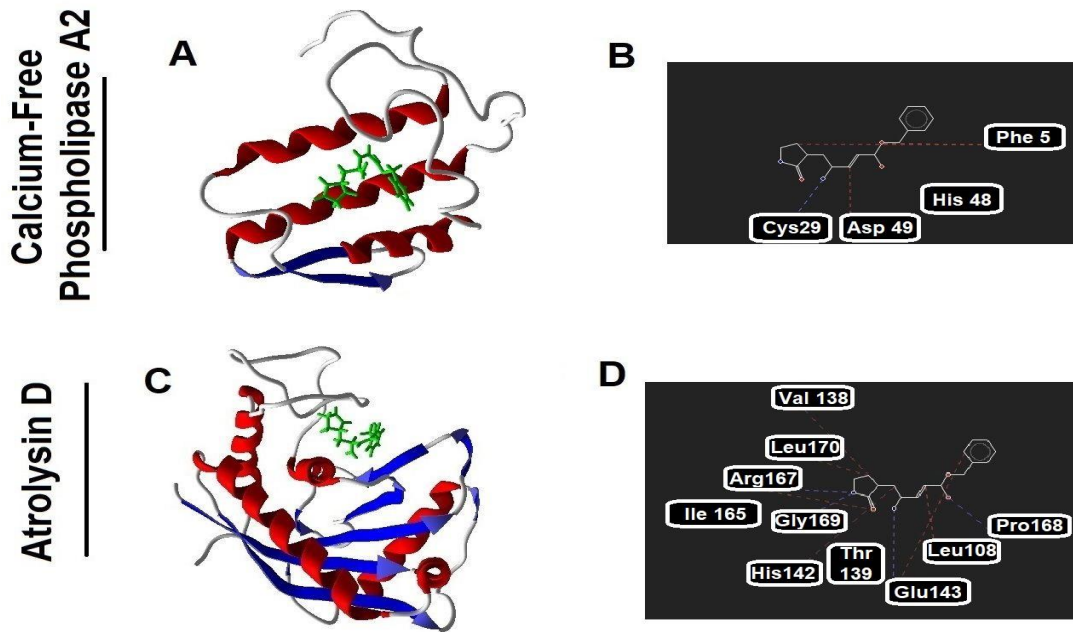 Calcium-Free
Phospholipase A2
A
B
Phe 5
His 48
Cys29
Asp 49
Atrolysin D
C
D
Val 138
Leu170
Arg167
Ile 165
Gly169
Pro168
Thr
139
Leu108
His142
Glu143